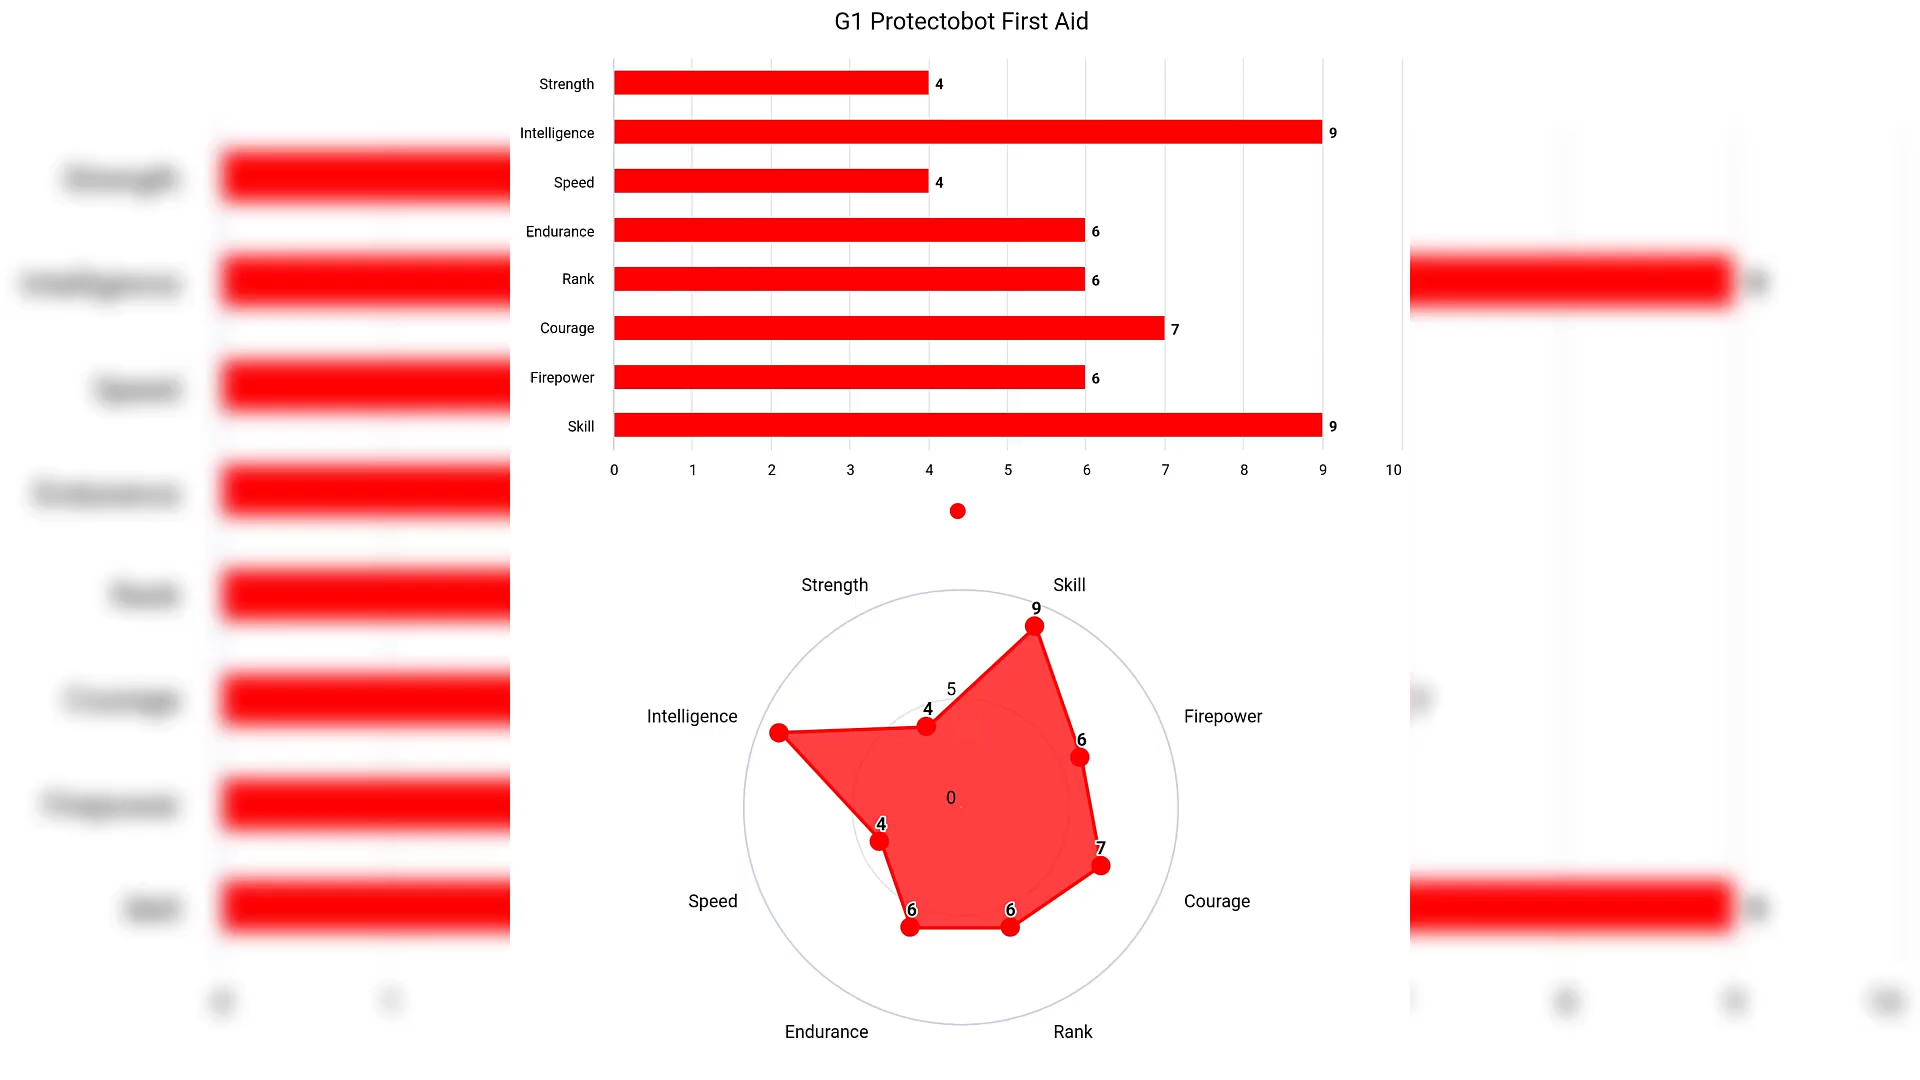 G1 Protectobot First Aid
Strength 4
Intelligence 9
Speed 4
Endurance 6
Rank 6
Courage 7
Firepower 6
Skill 9
0 1 2 3 4 5 6 7 8 9 10
Strength Skill
9
5
4
Intelligence Firepower
6
0
4
7
Speed Courage
6 6
Endurance Rank